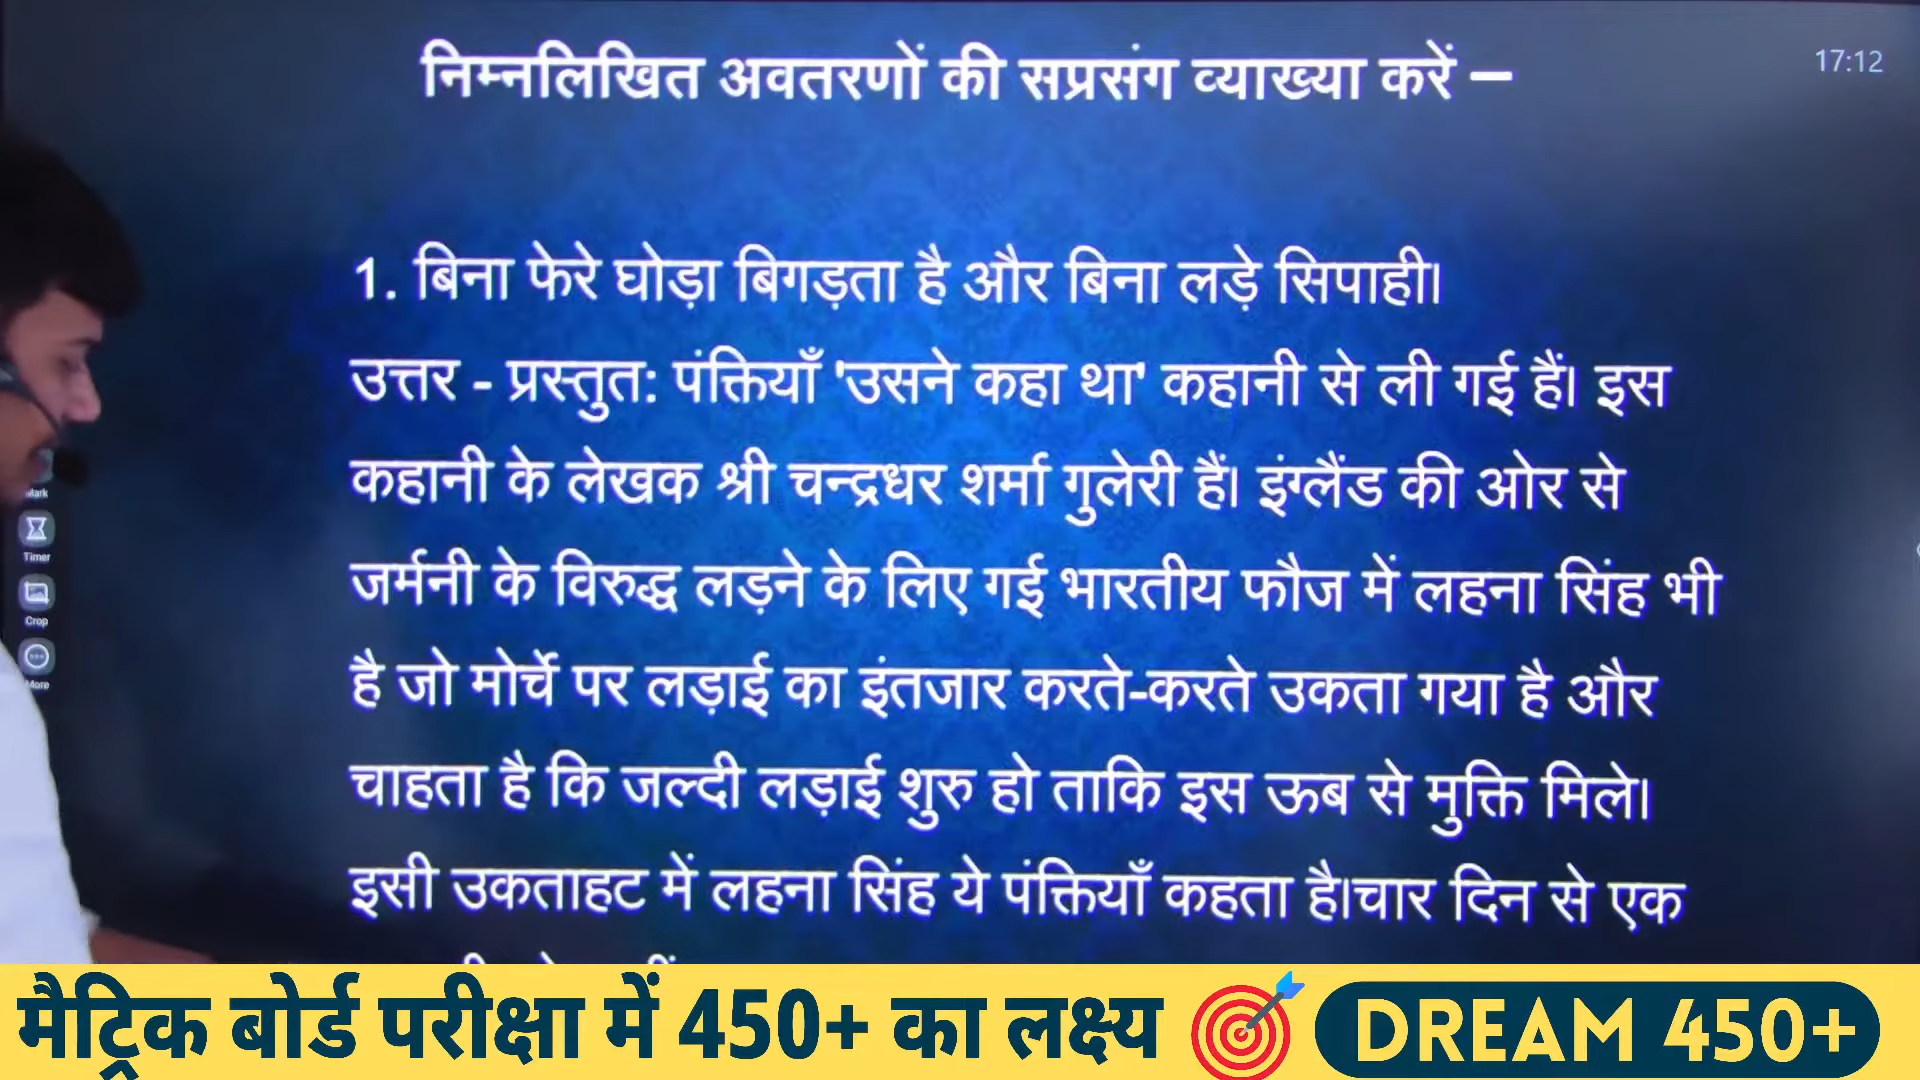 निम्नलिखित अवतरणों की सप्रसंग व्याख्या करें –
17:12
1. बिना फेरे घोड़ा बिगड़ता है और बिना लड़े सिपाही।
उत्तर - प्रस्तुत: पंक्तियाँ 'उसने कहा था' कहानी से ली गई हैं। इस
कहानी के लेखक श्री चन्द्रधर शर्मा गुलेरी हैं। इंग्लैंड की ओर से
जर्मनी के विरुद्ध लड़ने के लिए गई भारतीय फौज में लहना सिंह भी
है जो मोर्चे पर लड़ाई का इंतजार करते-करते उकता गया है और
चाहता है कि जल्दी लड़ाई शुरु हो ताकि इस ऊब से मुक्ति मिले।
इसी उकताहट में लहना सिंह ये पंक्तियाँ कहता है।चार दिन से एक
Mark
Timer
Crop
More
मैट्रिक बोर्ड परीक्षा में 450+ का लक्ष्य DREAM 450+